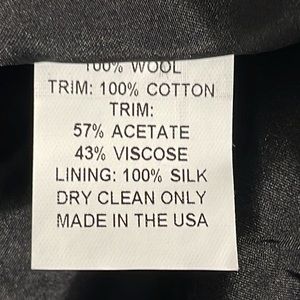 100% WOOL
TRIM: 100% COTTON
TRIM:
57% ACETATE
43% VISCOSE
LINING: 100% SILK
DRY CLEAN ONLY
MADE IN THE USA